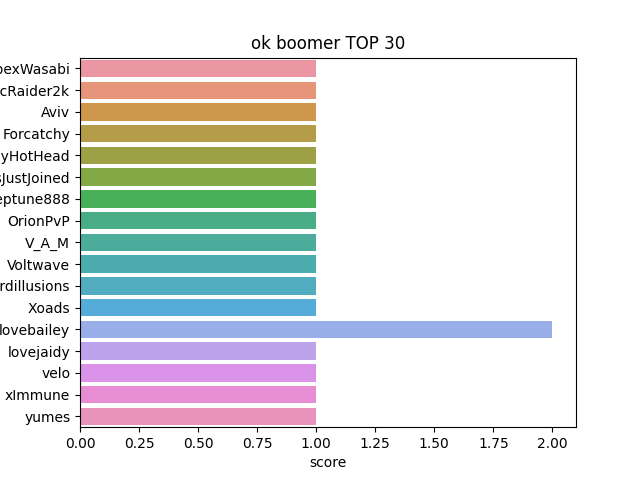 ok boomer TOP 30
pexWasabi
cRaider2k
Aviv
Forcatchy
yHotHead
sJustJoined
eptune888
OrionPvP
V_A_M
Voltwave
rdillusions
Xoads
lovebailey
lovejaidy
velo
xImmune
yumes
0.00 0.25 0.50 0.75 1.00 1.25 1.50 1.75 2.00
score